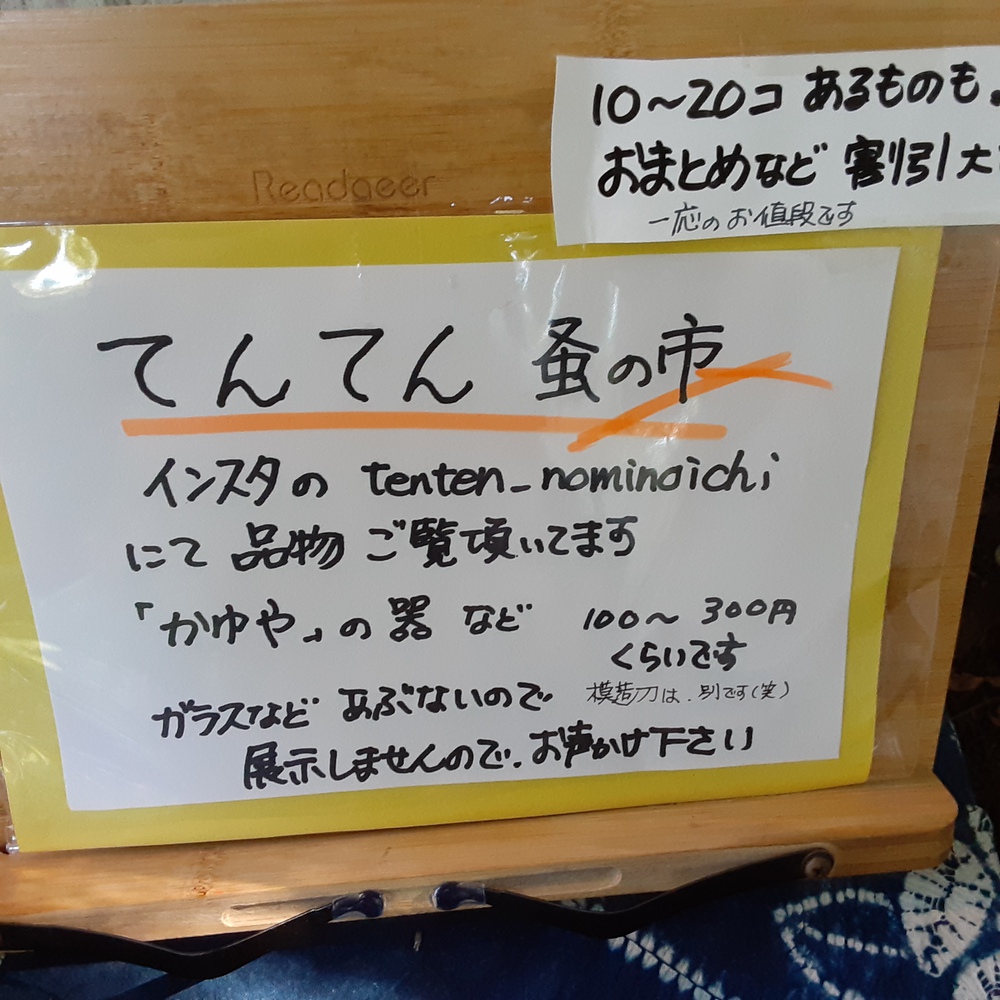 10〜20コ あるものも.
おまとめなど 割引大
一応のお値段です
Readaeer
てんてん 蚤の市
インスタの tenten_nominoichi
にて 品物 ご覧頂いてます
「かゆや」の 器 など 100〜300円
くらいです
模造刀は.別です(笑)
ガラスなど あぶないので
展示しませんので.お声かけ下さい